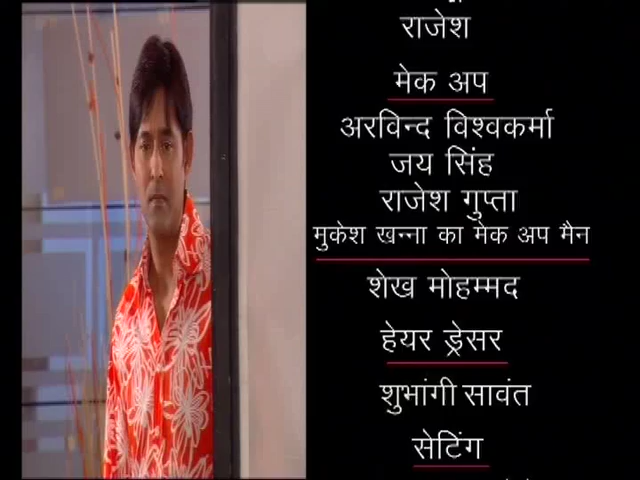 राजेश
मेक अप
अरविन्द विश्वकर्मा
जय सिंह
राजेश गुप्ता
मुकेश खन्ना का मेक अप मैन
शेख मोहम्मद
हेयर ड्रेसर
शुभांगी सावंत
सेटिंग